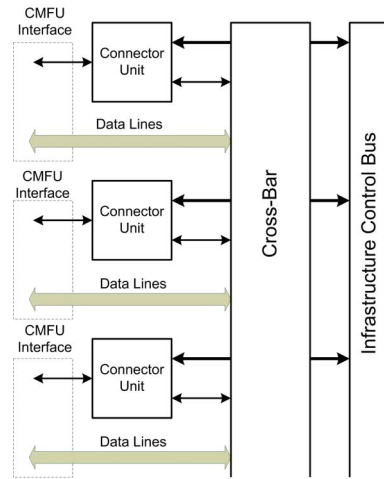 CMFU
Interface
Connector
Unit
Data Lines
CMFU
Interface
Connector
Unit
Data Lines
CMFU
Interface
Connector
Unit
Data Lines
Cross-Bar
Infrastructure Control Bus